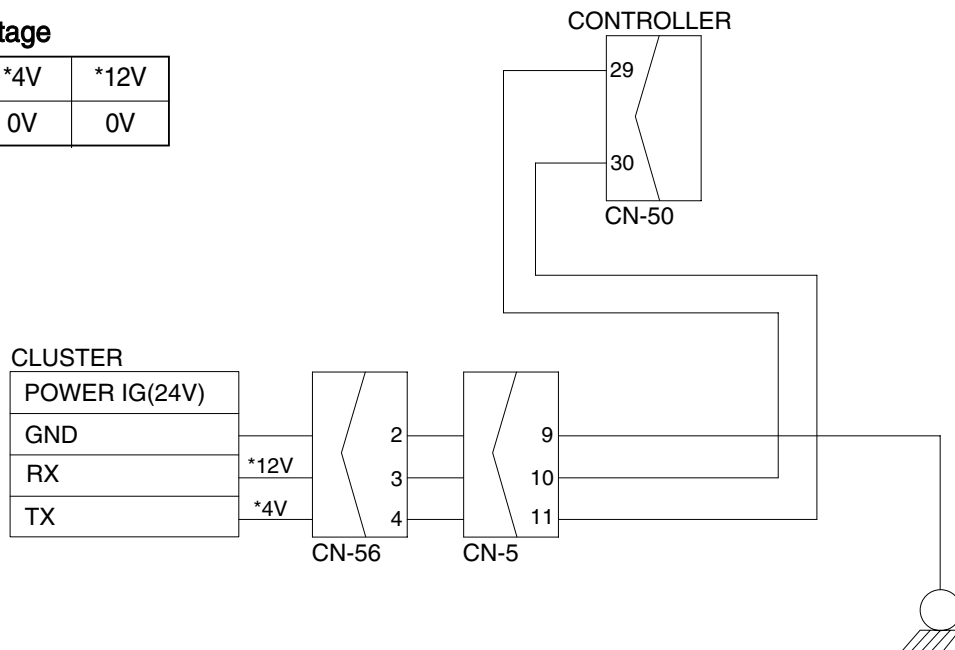 tage
*4V *12V
0V 0V
CONTROLLER
29
30
CN-50
CLUSTER
POWER IG(24V)
GND
RX
TX
*12V
*4V
2
3
4
CN-56
CN-5
9
10
11